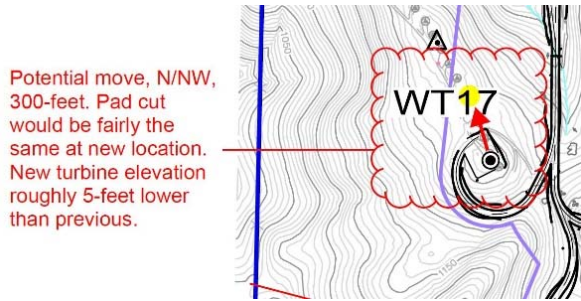 1050
Potential move, N/NW,
300-feet. Pad cut
would be fairly the
same at new location.
New turbine elevation
roughly 5-feet lower
than previous.
WT17
1150